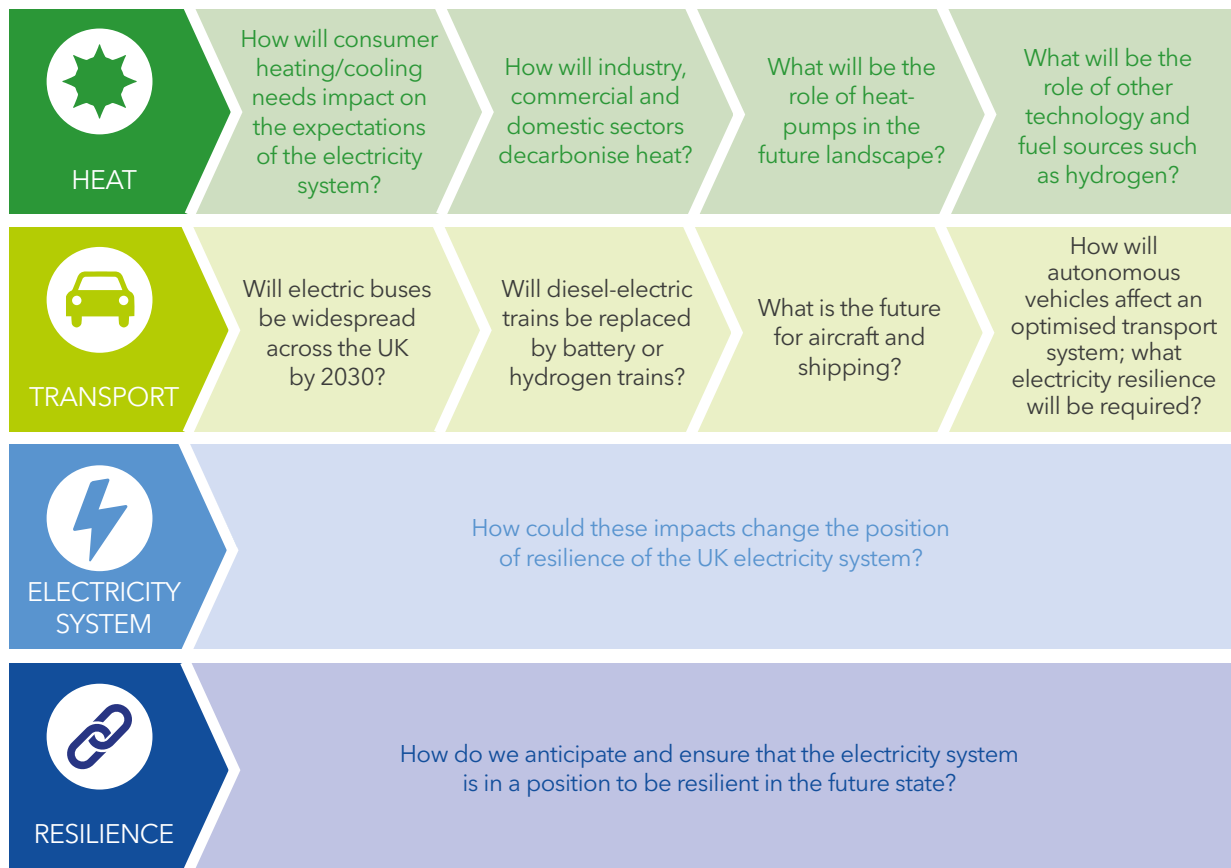 HEAT
How will consumer
heating/cooling
needs impact on
the expectations
of the electricity
system?
How will industry,
commercial and
domestic sectors
decarbonise heat?
What will be the
role of heat-
pumps in the
future landscape?
What will be the
role of other
technology and
fuel sources such
as hydrogen?
TRANSPORT
Will electric buses
be widespread
across the UK
by 2030?
Will diesel-electric
trains be replaced
by battery or
hydrogen trains?
What is the future
for aircraft and
shipping?
How will
autonomous
vehicles affect an
optimised transport
system; what
electricity resilience
will be required?
ELECTRICITY
SYSTEM
How could these impacts change the position
of resilience of the UK electricity system?
RESILIENCE
How do we anticipate and ensure that the electricity system
is in a position to be resilient in the future state?